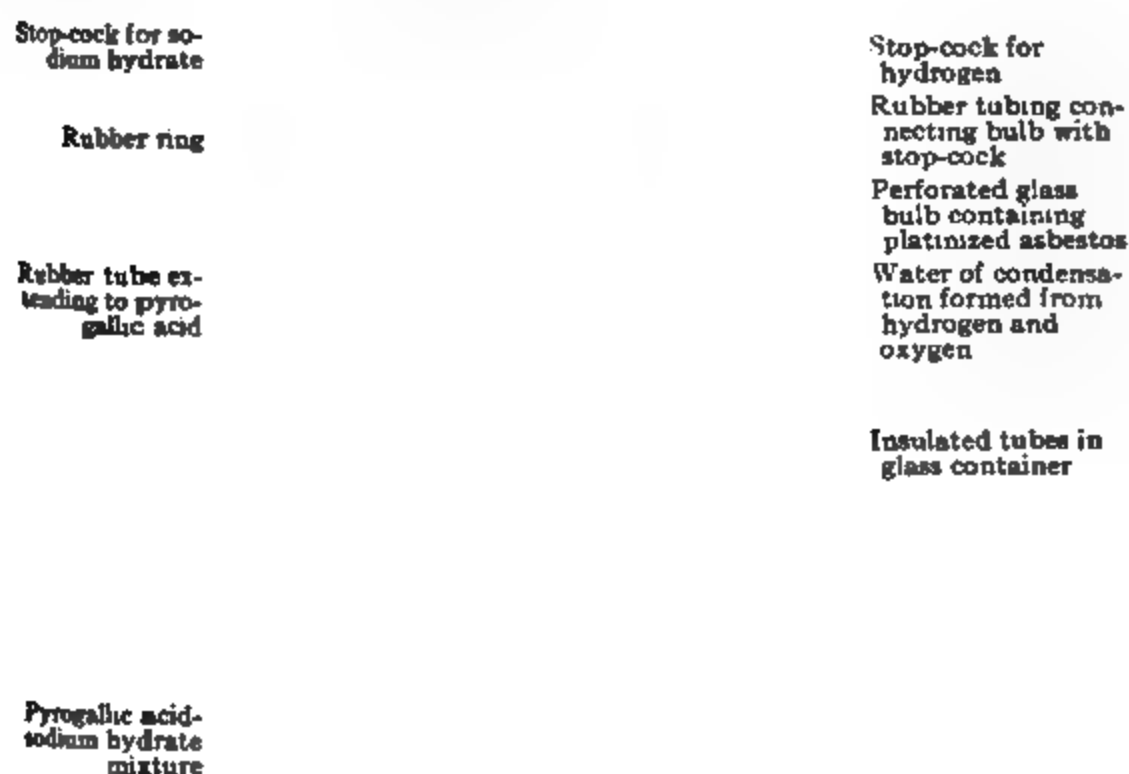 Stop-cock for so-
dium hydrate
Rubber ring
Rubber tube ex-
tending to pyro-
gallic acid
Pyrogallic acid-
sodium hydrate
mixture
Stop-cock for
hydrogen
Rubber tubing con-
necting bulb with
stop-cock
Perforated glass
bulb containing
platinized asbestos
Water of condensa-
tion formed from
hydrogen and
oxygen
Insulated tubes in
glass container